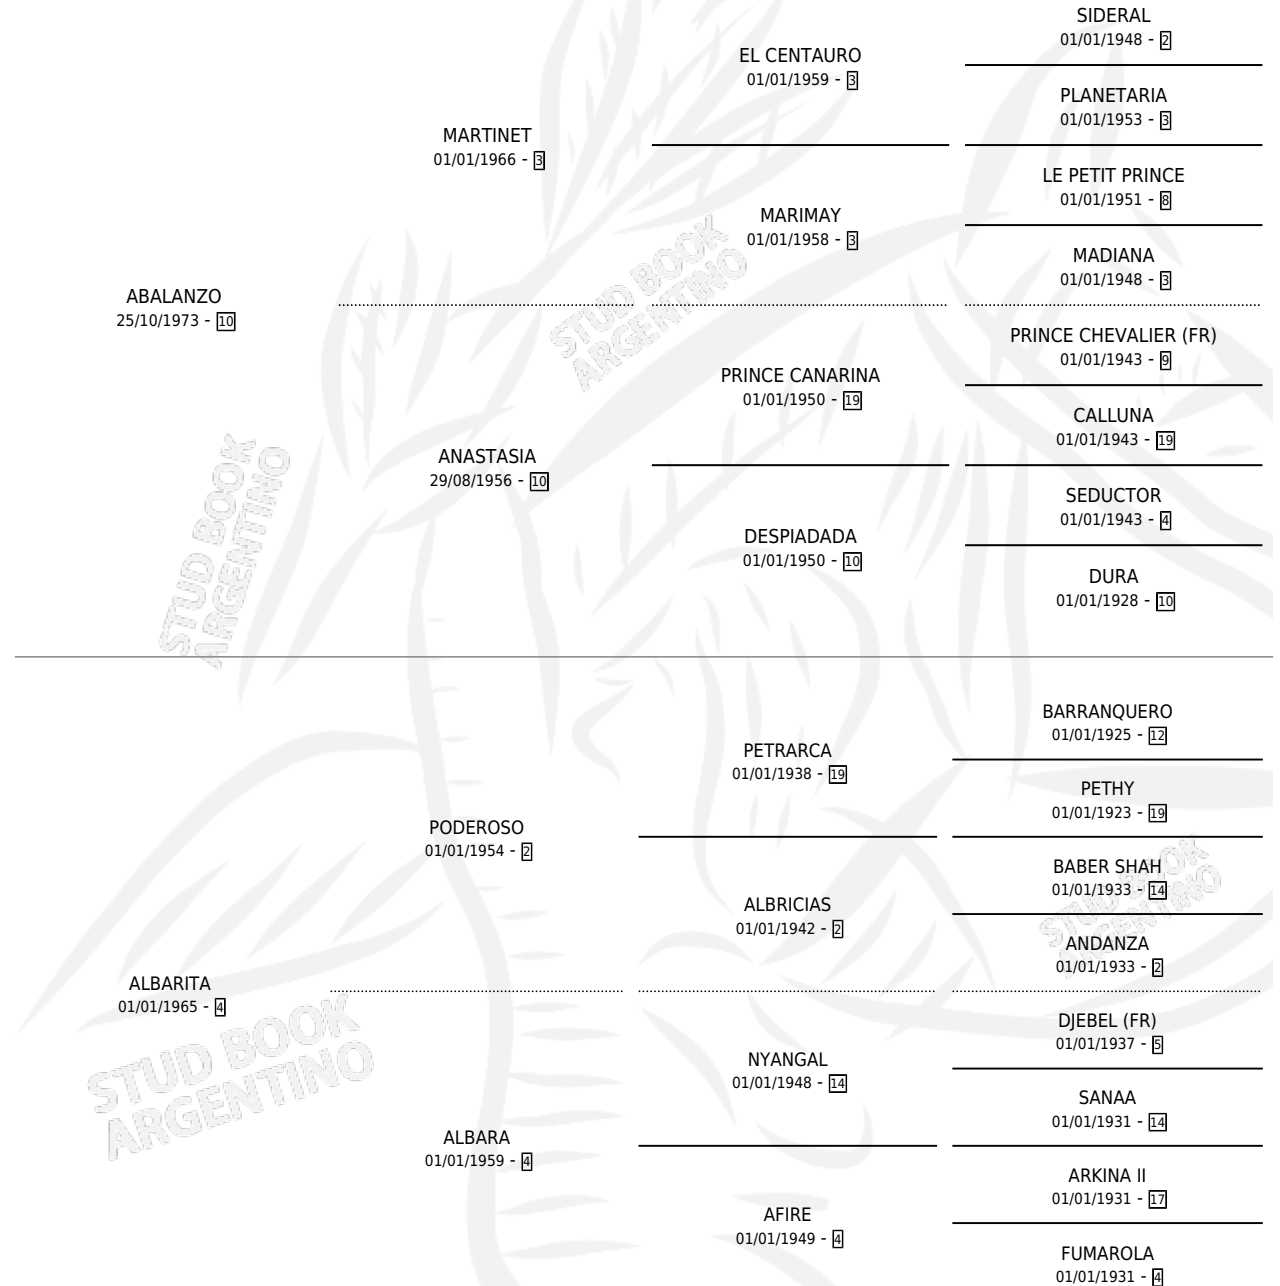 SIDERAL
01/01/1948 - 2
EL CENTAURO
01/01/1959 - 3
PLANETARIA
01/01/1953 - 3
MARTINET
01/01/1966 - 3
LE PETIT PRINCE
01/01/1951 - 8
MARIMAY
01/01/1958 - 3
MADIANA
01/01/1948 - 3
ABALANZO
25/10/1973 - 10
PRINCE CHEVALIER (FR)
01/01/1943 - 9
PRINCE CANARINA
01/01/1950 - 19
CALLUNA
01/01/1943 - 19
ANASTASIA
29/08/1956 - 10
SEDUCTOR
01/01/1943 - 4
DESPIADADA
01/01/1950 - 10
DURA
01/01/1928 - 10
STUD BOOK
ARGENTINO
STUD BOOK
ARGENTINO
BARRANQUERO
01/01/1925 - 12
PETRARCA
01/01/1938 - 19
PETHY
01/01/1923 - 19
PODEROSO
01/01/1954 - 2
BABER SHAH
01/01/1933 - 14
ALBRICIAS
01/01/1942 - 2
ANDANZA
01/01/1933 - 2
ALBARITA
01/01/1965 - 4
DJEBEL (FR)
01/01/1937 - 5
NYANGAL
01/01/1948 - 14
SANAA
01/01/1931 - 14
ALBARA
01/01/1959 - 4
ARKINA II
01/01/1931 - 17
AFIRE
01/01/1949 - 4
FUMAROLA
01/01/1931 - 4
STUD BOOK
ARGENTINO
STUD BOOK
ARGENTINO